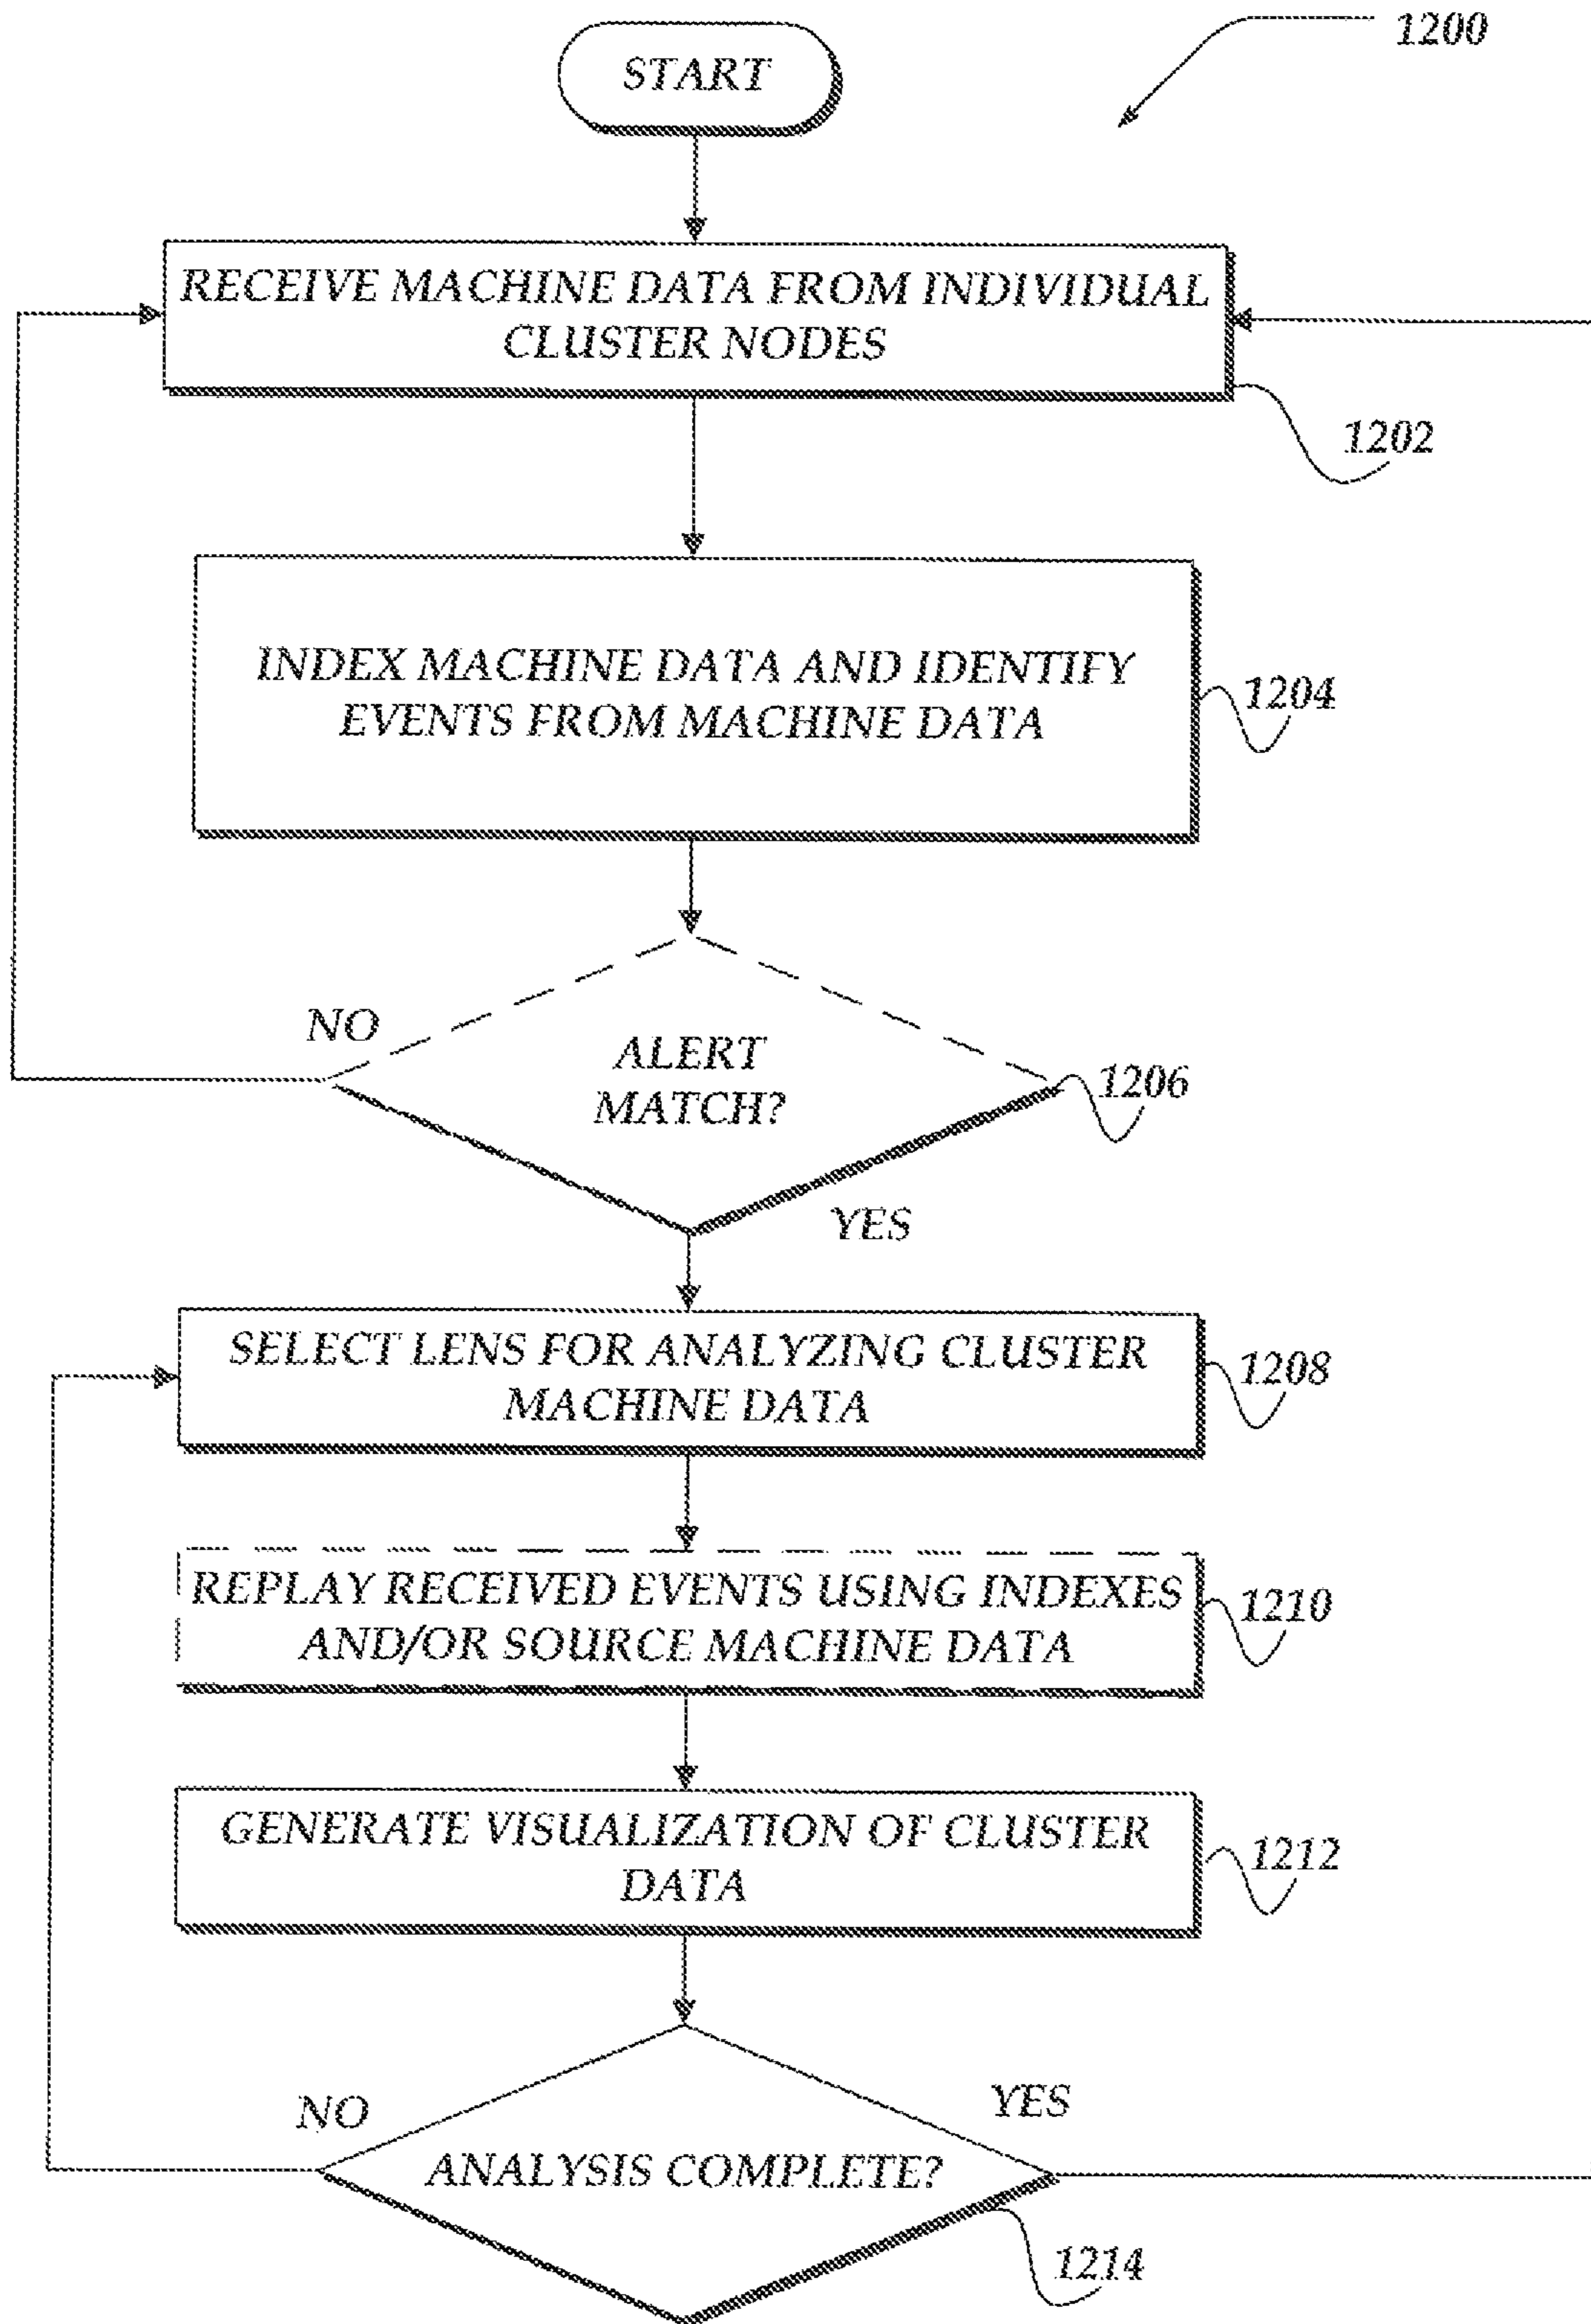 1200
START
RECEIVE MACHINE DATA FROM INDIVIDUAL
CLUSTER NODES
1202
INDEX MACHINE DATA AND IDENTIFY
EVENTS FROM MACHINE DATA
1204
NO
ALERT
MATCH?
1206
YES
SELECT LENS FOR ANALYZING CLUSTER
MACHINE DATA
1208
REPLAY RECEIVED EVENTS USING INDEXES
AND/OR SOURCE MACHINE DATA
1210
GENERATE VISUALIZATION OF CLUSTER
DATA
1212
NO
YES
ANALYSIS COMPLETE?
1214